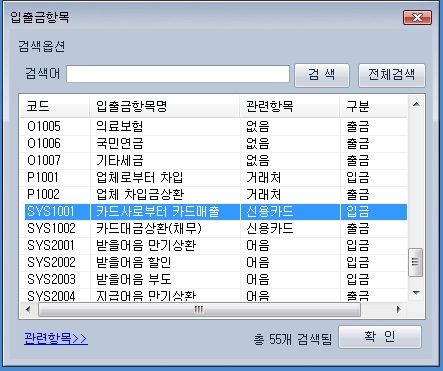 입출금항목
검색옵션
검색어 검 색 전체검색
코드 입출금항목명 관련항목 구분
O1005 의료보험 없음 출금
O1006 국민연금 없음 출금
O1007 기타세금 없음 출금
P1001 업체로부터 차입 거래처 입금
P1002 업체 차입금상환 거래처 출금
SYS1001 카드사로부터 카드매출 신용카드 입금
SYS1002 카드대금상환(채무) 신용카드 출금
SYS2001 받을어음 만기상환 어음 입금
SYS2002 받을어음 할인 어음 입금
SYS2003 받을어음 부도 어음 입금
SYS2004 지급어음 만기상환 어음 출금
관련항목>> 총 55개 검색됨 확 인